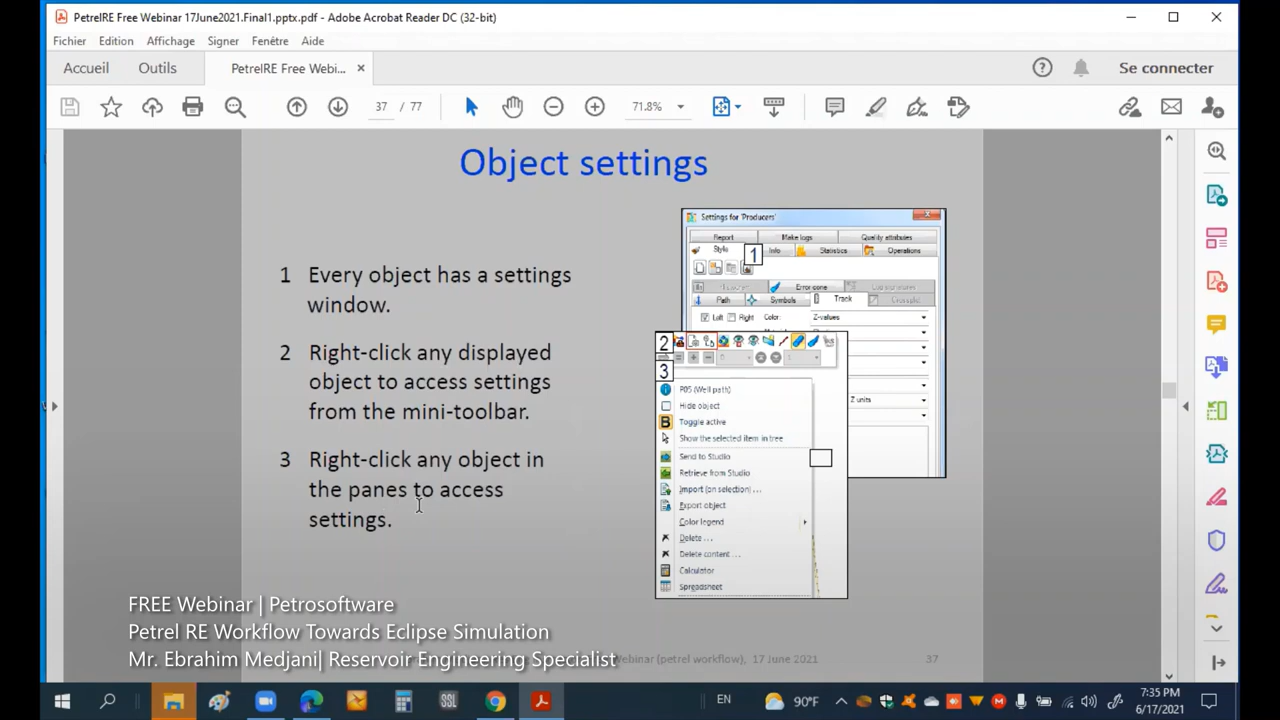 PetrelRE Free Webinar 17June2021.Final1.pptx.pdf - Adobe Acrobat Reader DC (32-bit)
Fichier Edition Affichage Signer Fenêtre Aide
Accueil Outils PetrelRE Free Webi... × Se connecter
37 / 77 71.8%
Object settings
1 Every object has a settings
window.
2 Right-click any displayed
object to access settings
from the mini-toolbar.
3 Right-click any object in
the panes to access
settings.
Settings for 'Producers'
Report Make logs Quality attributes
Style 1 Info Statistics Operations
Error cone
Path Symbols Track
Left Right Color: Z-values
2
3
Z units
P05 (Well path)
Hide object
B Toggle active
Show the selected item in tree
Send to Studio
Retrieve from Studio
Import (on selection) ...
Export object
Color legend
Delete ...
Delete content ...
Calculator
Spreadsheet
FREE Webinar | Petrosoftware
Petrel RE Workflow Towards Eclipse Simulation
Mr. Ebrahim Medjani| Reservoir Engineering Specialist
Webinar (petrel workflow), 17 June 2021 37
SSL EN 90°F 7:35 PM
6/17/2021